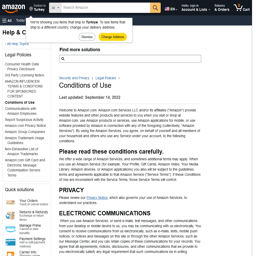 amazon
Deliver to
Turkiye
All
Search Amazon
EN
Hello, sign in
Account & Lists
Returns
& Orders
Cart
We're showing you items that ship to Turkiye. To see items that
ship to a different country, change your delivery address.
Dismiss
Change Address
Help &
‹ All Help Topics
Legal Policies
Consumer Health Data
Privacy Disclosure
3rd Party Licensing Notice
AMAZON INFLUENCER
TERMS & CONDITIONS
FOR SPONSORED
CONTENT
Conditions of Use
Communication with
Amazon Employees
Report Suspicious Activity
Amazon.com Privacy Notice
Amazon Group Companies
Amazon Trademark Usage
Guidelines
Non-Exhaustive List of
Amazon Trademarks
Amazon.com Gift Card and
Electronic Message
Customization Service
Terms
Quick solutions
Your Orders
Track or cancel orders
Returns & Refunds
Exchange or return
items
Manage Prime
Cancel or view
benefits
Payment Settings
Add or edit payment
methods
Carrier Info
Find more solutions
Security and Privacy › Legal Policies ›
Conditions of Use
Last updated: September 14, 2022
Welcome to Amazon.com. Amazon.com Services LLC and/or its affiliates ("Amazon") provide
website features and other products and services to you when you visit or shop at
Amazon.com, use Amazon products or services, use Amazon applications for mobile, or use
software provided by Amazon in connection with any of the foregoing (collectively, "Amazon
Services"). By using the Amazon Services, you agree, on behalf of yourself and all members
of your household and others who use any Service under your account, to the following
conditions.
Please read these conditions carefully.
We offer a wide range of Amazon Services, and sometimes additional terms may apply. When
you use an Amazon Service (for example, Your Profile, Gift Cards, Amazon Video, Your Media
Library, Amazon devices, or Amazon applications) you also will be subject to the guidelines,
terms and agreements applicable to that Amazon Service ("Service Terms"). If these Conditions
of Use are inconsistent with the Service Terms, those Service Terms will control.
PRIVACY
Please review our Privacy Notice, which also governs your use of Amazon Services, to
understand our practices.
ELECTRONIC COMMUNICATIONS
When you use Amazon Services, or send e-mails, text messages, and other communications
from your desktop or mobile device to us, you may be communicating with us electronically. You
consent to receive communications from us electronically, such as e-mails, texts, mobile push
notices, or notices and messages on this site or through the other Amazon Services, such as
our Message Center, and you can retain copies of these communications for your records. You
agree that all agreements, notices, disclosures, and other communications that we provide to
you electronically satisfy any legal requirement that such communications be in writing.